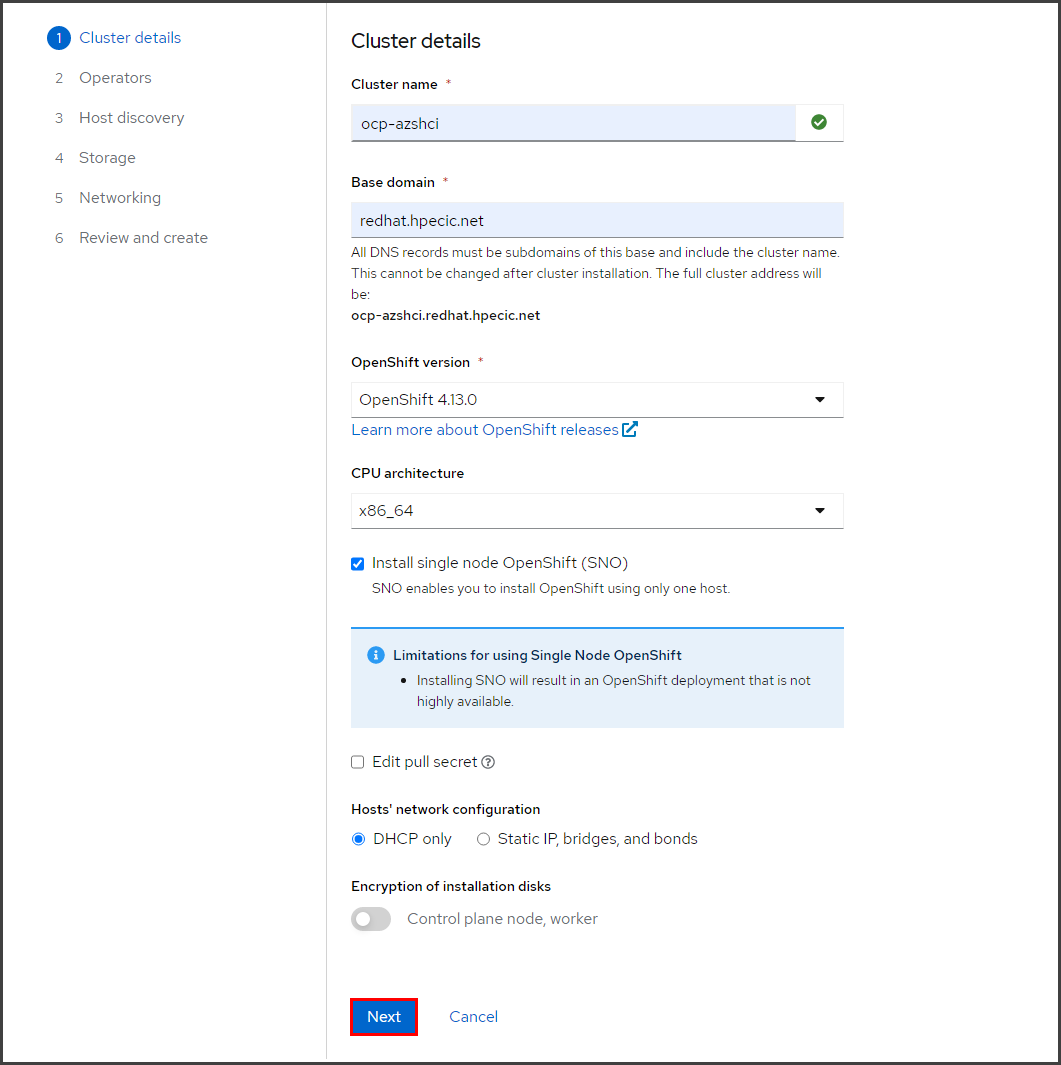 1 Cluster details
2 Operators
3 Host discovery
4 Storage
5 Networking
6 Review and create
Cluster details
Cluster name *
ocp-azshci
Base domain *
redhat.hpecic.net
All DNS records must be subdomains of this base and include the cluster name.
This cannot be changed after cluster installation. The full cluster address will
be:
ocp-azshci.redhat.hpecic.net
OpenShift version *
OpenShift 4.13.0
Learn more about OpenShift releases
CPU architecture
x86_64
Install single node OpenShift (SNO)
SNO enables you to install OpenShift using only one host.
Limitations for using Single Node OpenShift
• Installing SNO will result in an OpenShift deployment that is not
highly available.
Edit pull secret
Hosts' network configuration
DHCP only Static IP, bridges, and bonds
Encryption of installation disks
Control plane node, worker
Next Cancel